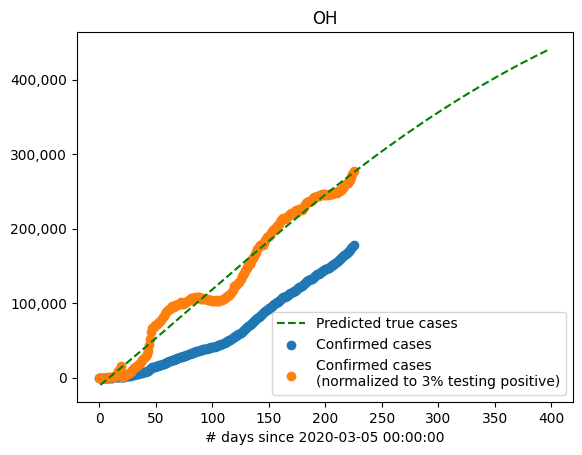 OH
400,000
300,000
200,000
100,000
0
Predicted true cases
Confirmed cases
Confirmed cases
(normalized to 3% testing positive)
0 50 100 150 200 250 300 350 400
# days since 2020-03-05 00:00:00